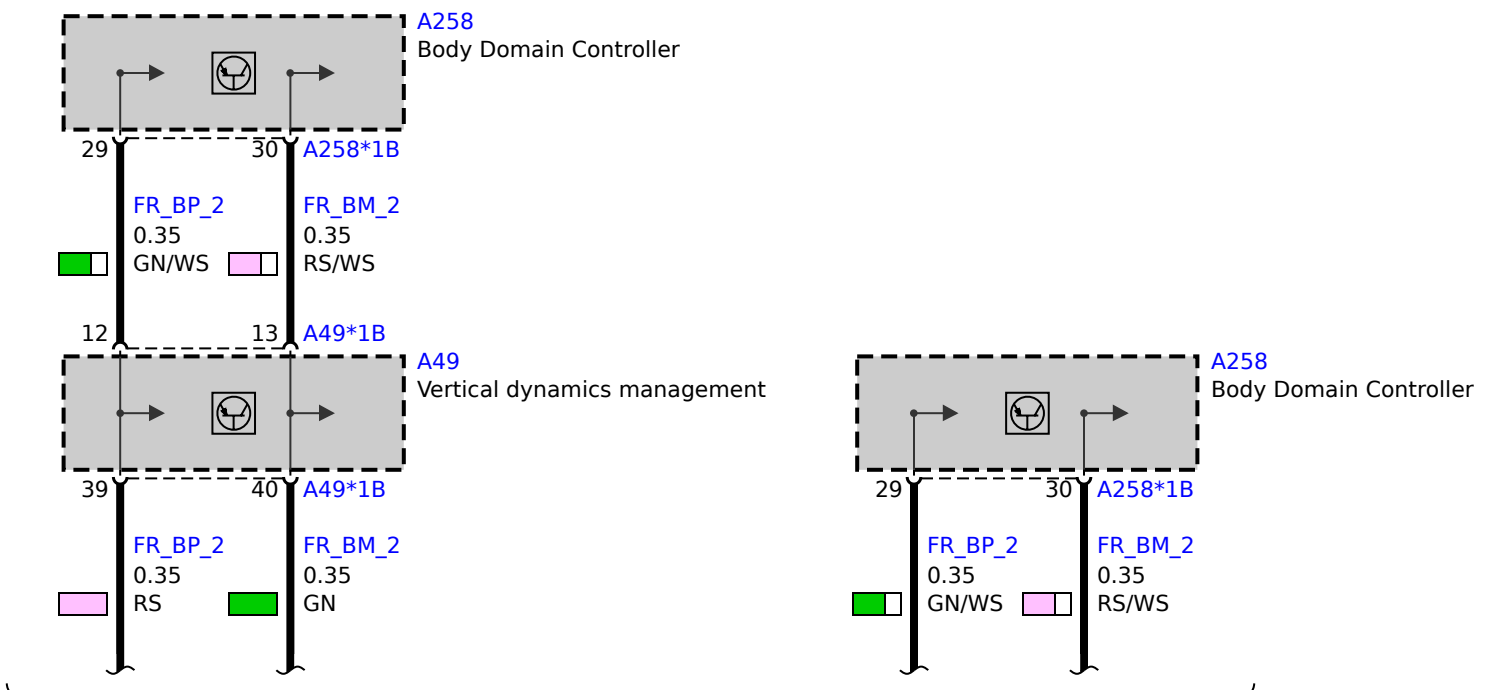 A258
Body Domain Controller
29
30
A258*1B
FR_BP_2
FR_BM_2
0.35
0.35
GN/WS
RS/WS
12
13
A49*1B
A49
Vertical dynamics management
A258
Body Domain Controller
39
40
A49*1B
29
30
A258*1B
FR_BP_2
FR_BM_2
FR_BP_2
FR_BM_2
0.35
0.35
0.35
0.35
RS
GN
GN/WS
RS/WS